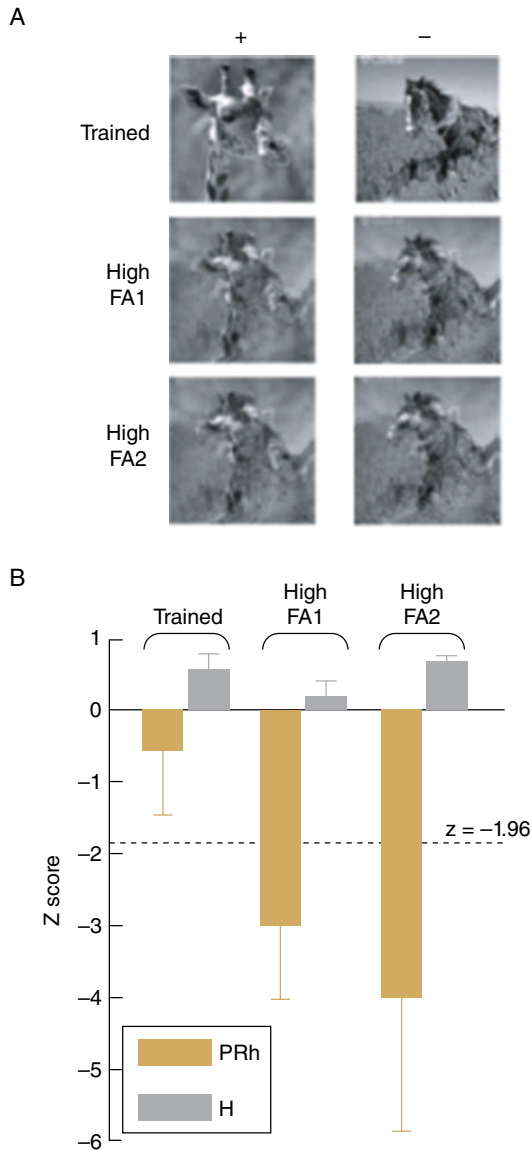 A
+ −
Trained
High
FA1
High
FA2
B
Trained
High
FA1
High
FA2
1
0
−1
z = −1.96
−2
−3
−4
−5
−6
Z score
PRh
H